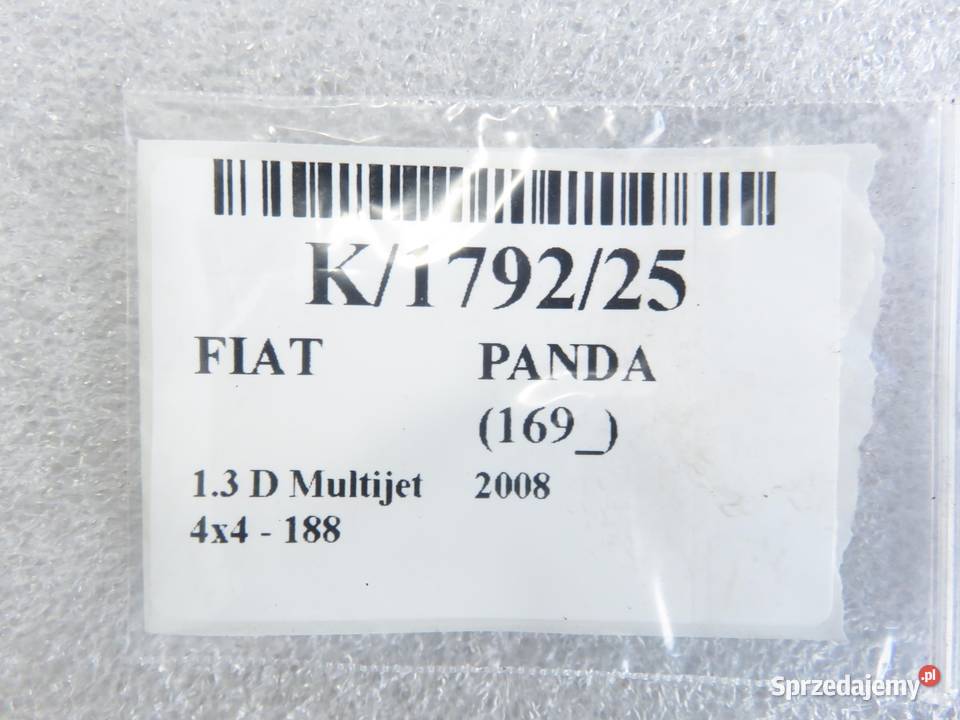 K/1792/25
FIAT PANDA
(169_)
1.3 D Multijet 2008
4x4 - 188
Sprzedajemy.pl